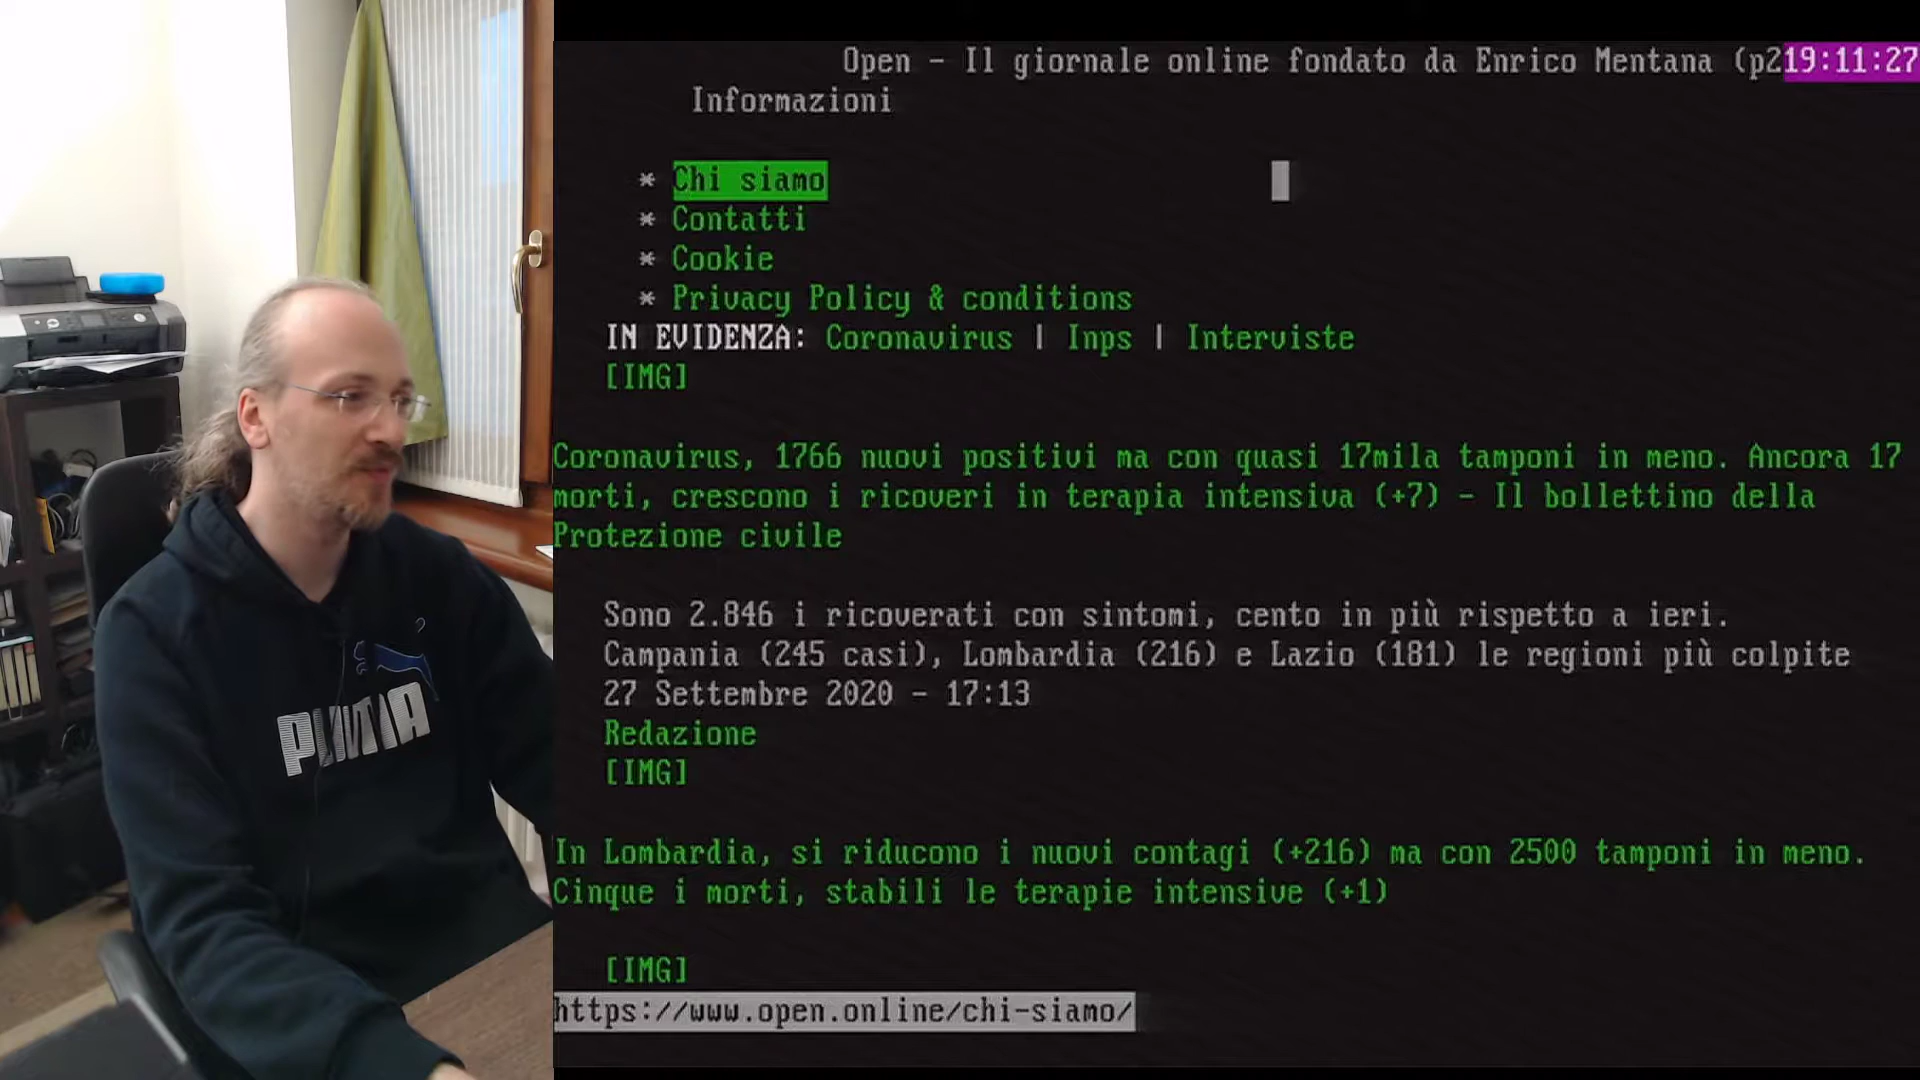 Open - Il giornale online fondato da Enrico Mentana (p2
19:11:27
Informazioni
* Chi siamo
* Contatti
* Cookie
* Privacy Policy & conditions
IN EVIDENZA: Coronavirus | Inps | Interviste
[IMG]
Coronavirus, 1766 nuovi positivi ma con quasi 17mila tamponi in meno. Ancora 17
morti, crescono i ricoveri in terapia intensiva (+7) - Il bollettino della
Protezione civile
Sono 2.846 i ricoverati con sintomi, cento in più rispetto a ieri.
Campania (245 casi), Lombardia (216) e Lazio (181) le regioni più colpite
27 Settembre 2020 - 17:13
Redazione
[IMG]
In Lombardia, si riducono i nuovi contagi (+216) ma con 2500 tamponi in meno.
Cinque i morti, stabili le terapie intensive (+1)
[IMG]
https://www.open.online/chi-siamo/